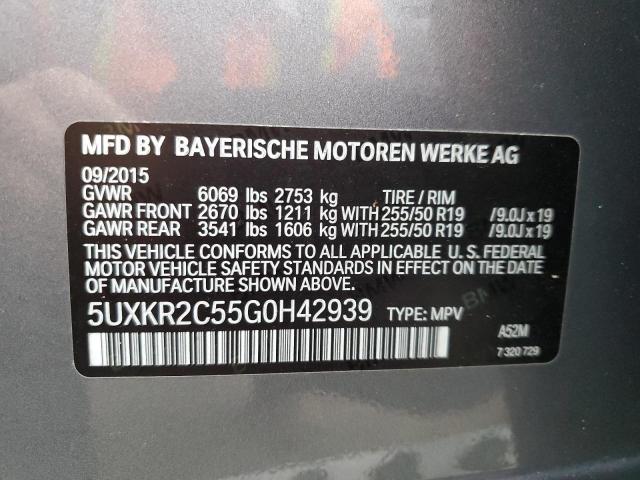 MFD BY BAYERISCHE MOTOREN WERKE AG
09/2015
GVWR 6069 lbs 2753 kg TIRE / RIM
GAWR FRONT 2670 lbs 1211 kg WITH 255/50 R19 /9.0J x 19
GAWR REAR 3541 lbs 1606 kg WITH 255/50 R19 /9.0J x 19
THIS VEHICLE CONFORMS TO ALL APPLICABLE U. S. FEDERAL
MOTOR VEHICLE SAFETY STANDARDS IN EFFECT ON THE DATE
OF MANUFACTURE SHOWN ABOVE.
5UXKR2C55G0H42939 TYPE: MPV
A52M
7 320 729